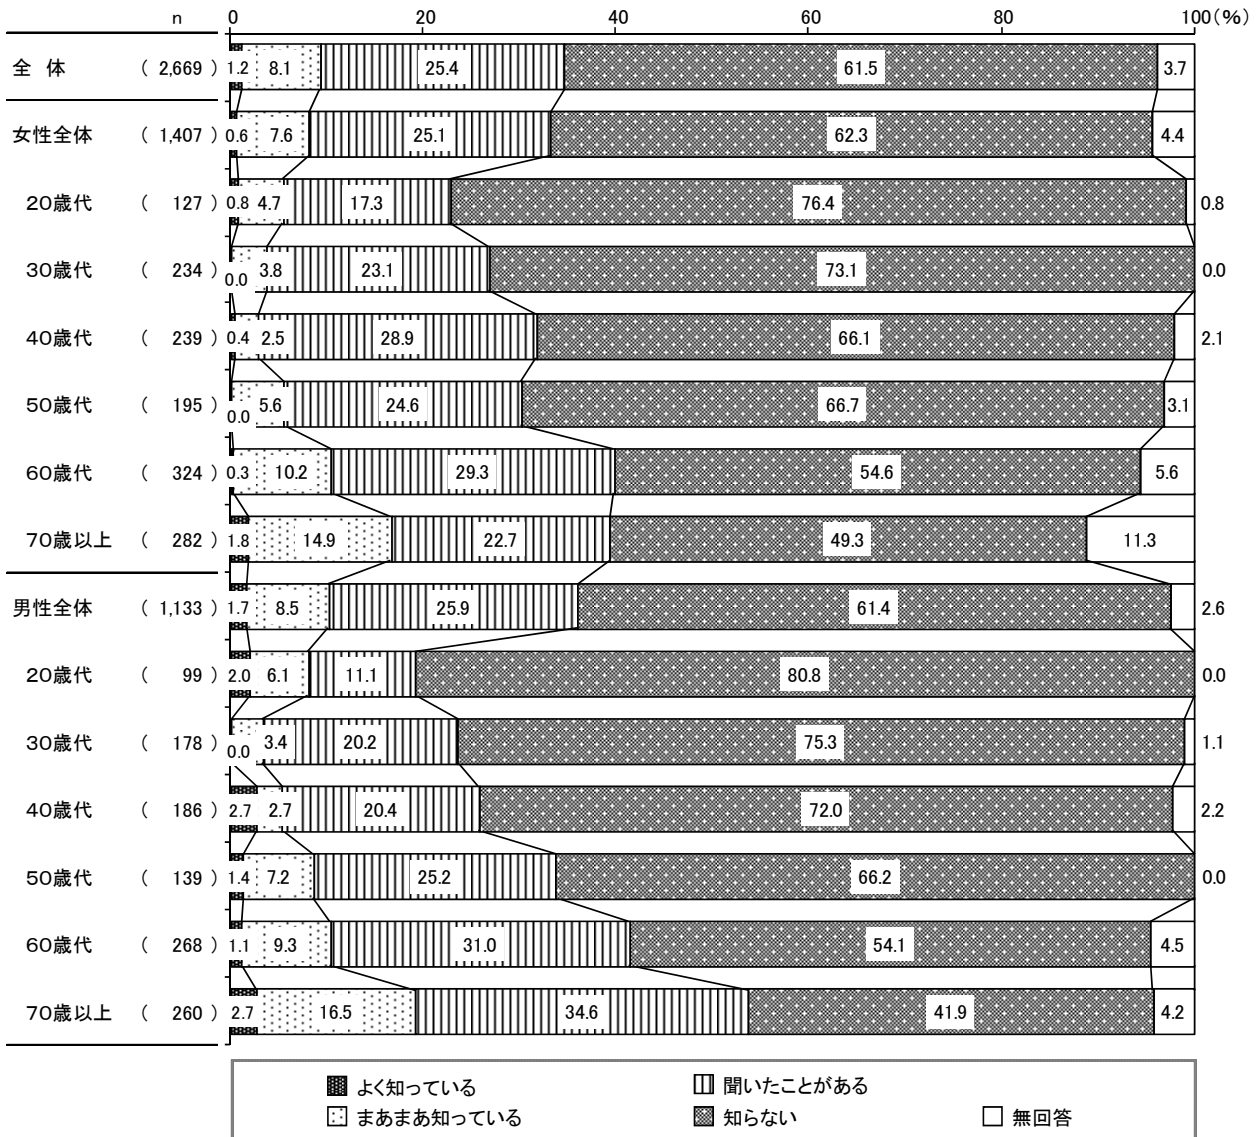 n 0 20 40 60 80 100(%)
全 体 ( 2,669 ) 1.2 8.1 25.4 61.5 3.7
女性全体 ( 1,407 ) 0.6 7.6 25.1 62.3 4.4
20歳代 ( 127 ) 0.8 4.7 17.3 76.4 0.8
30歳代 ( 234 ) 0.0 3.8 23.1 73.1 0.0
40歳代 ( 239 ) 0.4 2.5 28.9 66.1 2.1
50歳代 ( 195 ) 0.0 5.6 24.6 66.7 3.1
60歳代 ( 324 ) 0.3 10.2 29.3 54.6 5.6
70歳以上 ( 282 ) 1.8 14.9 22.7 49.3 11.3
男性全体 ( 1,133 ) 1.7 8.5 25.9 61.4 2.6
20歳代 ( 99 ) 2.0 6.1 11.1 80.8 0.0
30歳代 ( 178 ) 0.0 3.4 20.2 75.3 1.1
40歳代 ( 186 ) 2.7 2.7 20.4 72.0 2.2
50歳代 ( 139 ) 1.4 7.2 25.2 66.2 0.0
60歳代 ( 268 ) 1.1 9.3 31.0 54.1 4.5
70歳以上 ( 260 ) 2.7 16.5 34.6 41.9 4.2
よく知っている 聞いたことがある
まあまあ知っている 知らない 無回答